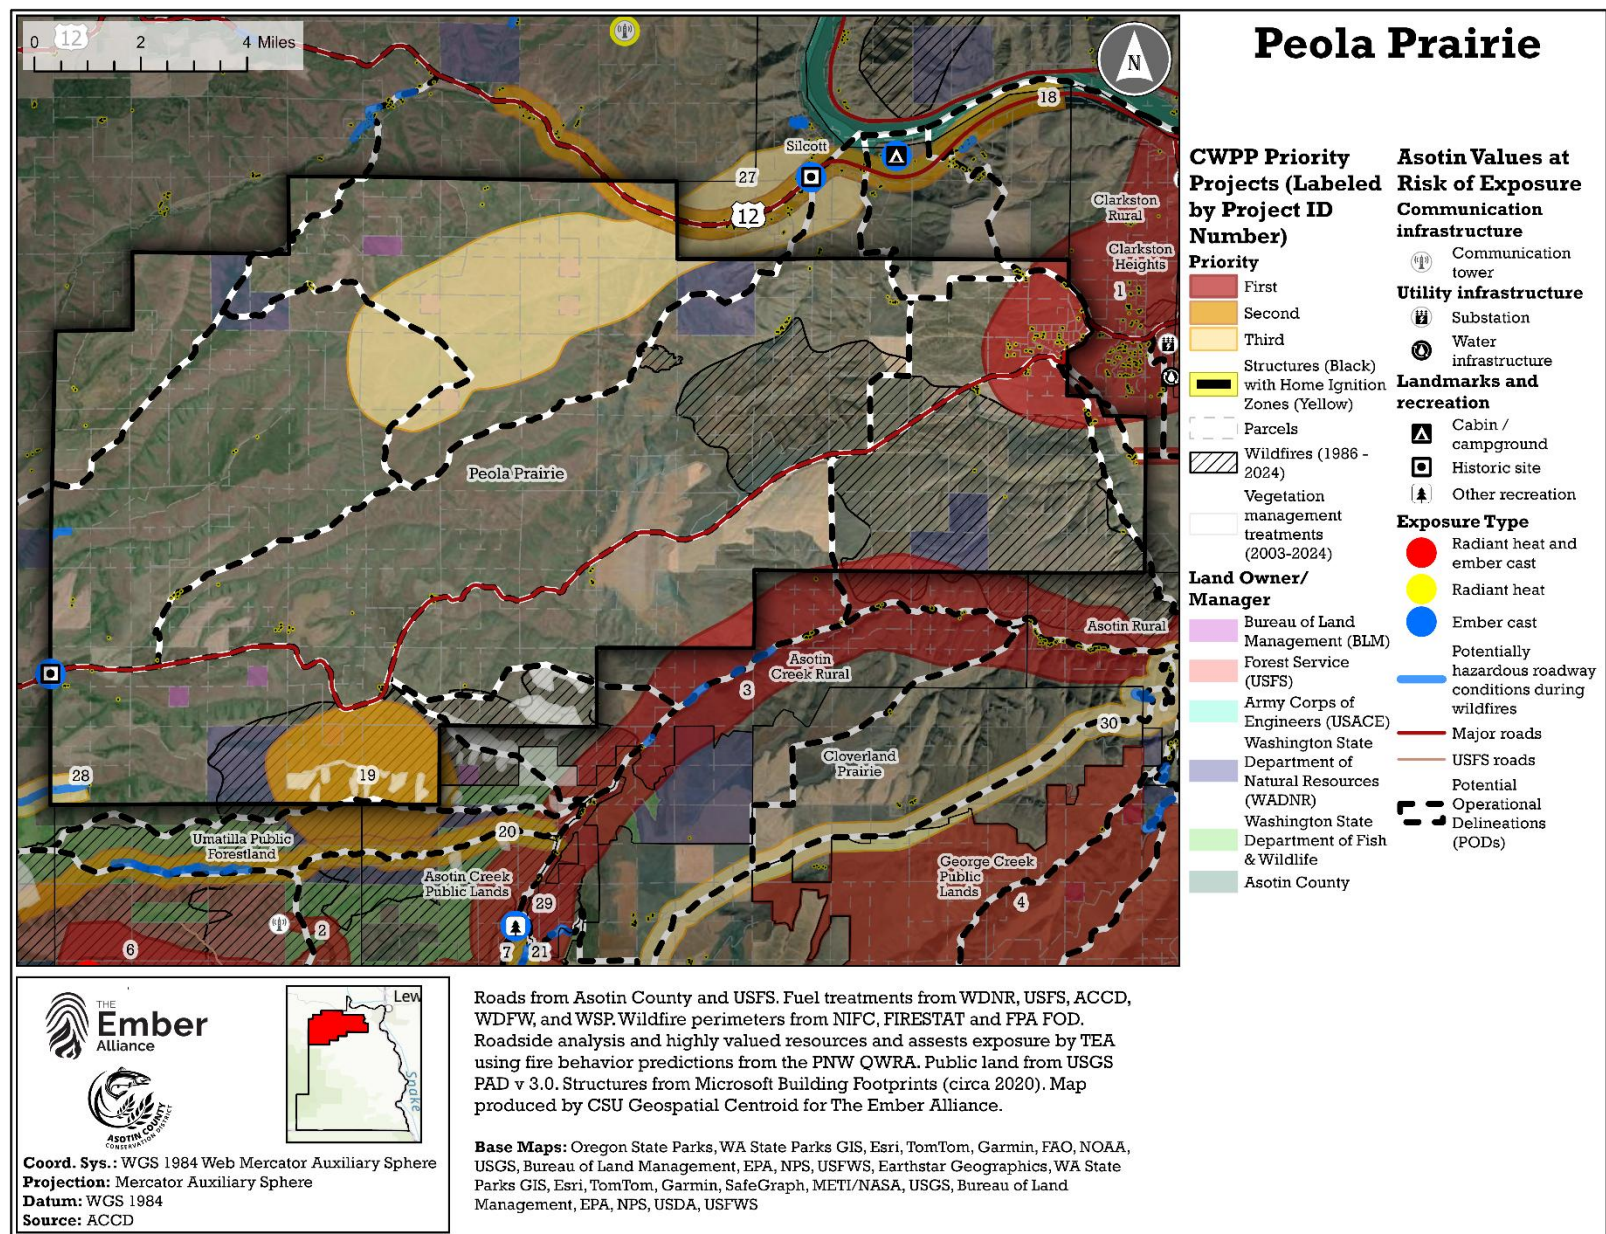 Peola Prairie
0 2 4 Miles
12
N
18
Silcott
27
12
Clarkston
Rural
Clarkston
Heights
1
Peola Prairie
Asotin Rural
Asotin
Creek Rural
3
30
Cloverland
Prairie
28
19
20
Umatilla Public
Forestland
Asotin Creek
Public Lands
George Creek
Public
Lands
4
29
2
6
7
21
CWPP Priority
Projects (Labeled
by Project ID
Number)
Priority
First
Second
Third
Structures (Black)
with Home Ignition
Zones (Yellow)
Parcels
Wildfires (1986 -
2024)
Vegetation
management
treatments
(2003-2024)
Land Owner/
Manager
Bureau of Land
Management (BLM)
Forest Service
(USFS)
Army Corps of
Engineers (USACE)
Washington State
Department of
Natural Resources
(WADNR)
Washington State
Department of Fish
& Wildlife
Asotin County
Asotin Values at
Risk of Exposure
Communication
infrastructure
Communication
tower
Utility infrastructure
Substation
Water
infrastructure
Landmarks and
recreation
Cabin /
campground
Historic site
Other recreation
Exposure Type
Radiant heat and
ember cast
Radiant heat
Ember cast
Potentially
hazardous roadway
conditions during
wildfires
Major roads
USFS roads
Potential
Operational
Delineations
(PODs)
THE
Ember
Alliance
ASOTIN COUNTY
CONSERVATION DISTRICT
Lew
Snake
Coord. Sys.: WGS 1984 Web Mercator Auxiliary Sphere
Projection: Mercator Auxiliary Sphere
Datum: WGS 1984
Source: ACCD
Roads from Asotin County and USFS. Fuel treatments from WDNR, USFS, ACCD,
WDFW, and WSP. Wildfire perimeters from NIFC, FIRESTAT and FPA FOD.
Roadside analysis and highly valued resources and assests exposure by TEA
using fire behavior predictions from the PNW QWRA. Public land from USGS
PAD v 3.0. Structures from Microsoft Building Footprints (circa 2020). Map
produced by CSU Geospatial Centroid for The Ember Alliance.
Base Maps: Oregon State Parks, WA State Parks GIS, Esri, TomTom, Garmin, FAO, NOAA,
USGS, Bureau of Land Management, EPA, NPS, USFWS, Earthstar Geographics, WA State
Parks GIS, Esri, TomTom, Garmin, SafeGraph, METI/NASA, USGS, Bureau of Land
Management, EPA, NPS, USDA, USFWS